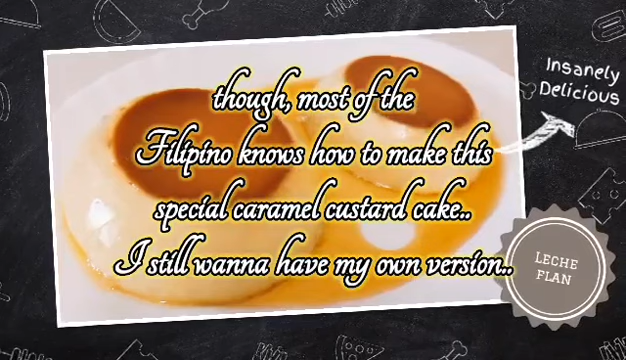 though, most of the
Filipino knows how to make this
special caramel custard cake..
I still wanna have my own version..
Insanely
Delicious
LECHE
FLAN